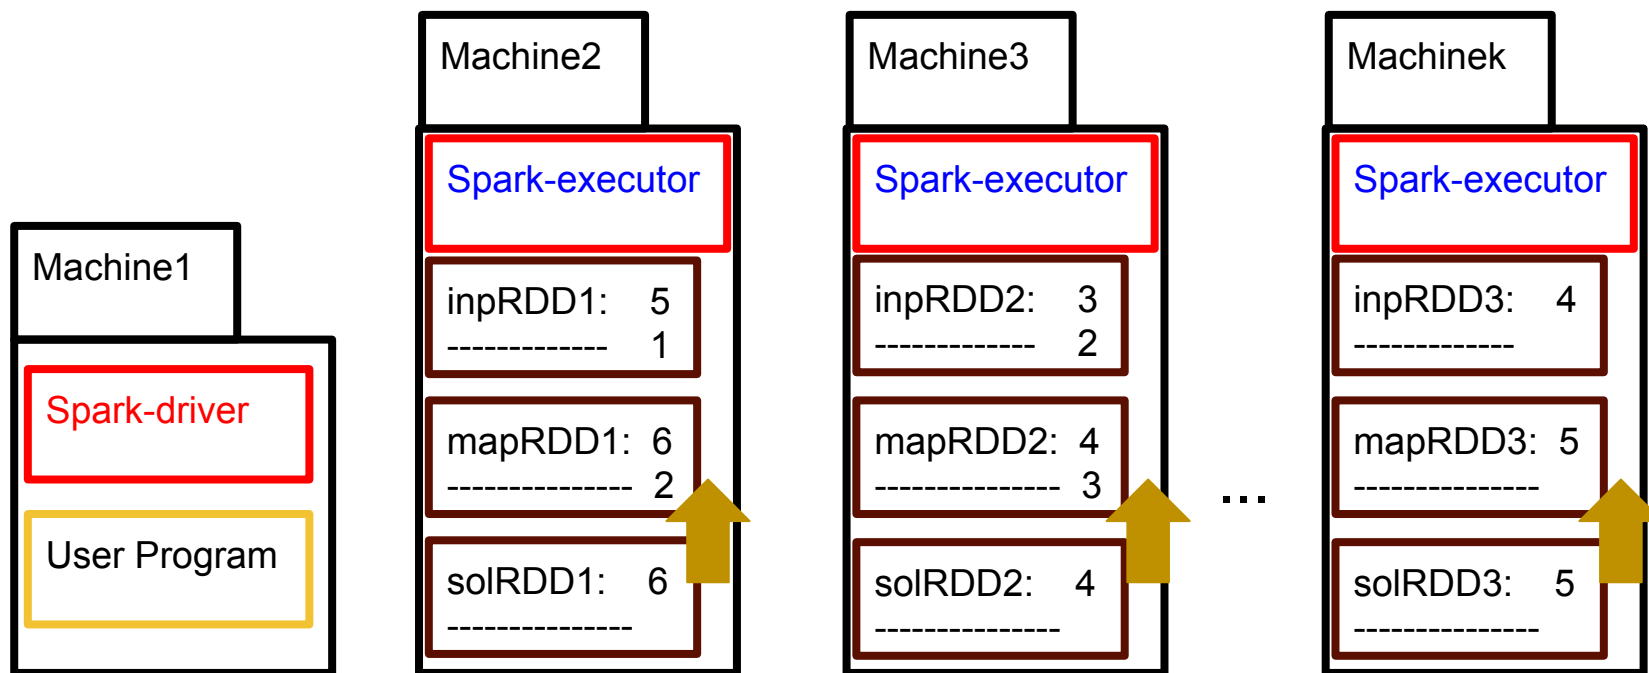 Machine1
Spark-driver
User Program
Machine2
Spark-executor
inpRDD1: 5
------------- 1
mapRDD1: 6
--------------- 2
solRDD1: 6
---------------
Machine3
Spark-executor
inpRDD2: 3
------------- 2
mapRDD2: 4
--------------- 3
solRDD2: 4
---------------
...
Machinek
Spark-executor
inpRDD3: 4
-------------
mapRDD3: 5
---------------
solRDD3: 5
---------------